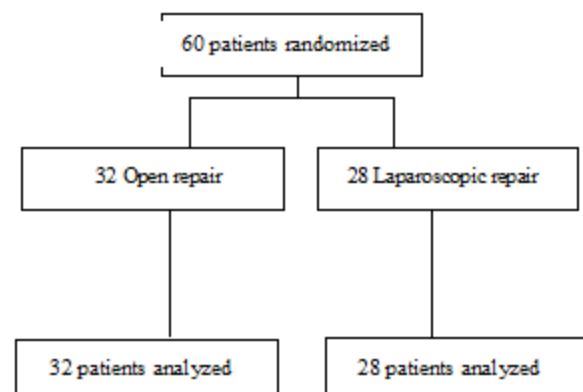 60 patients randomized
32 Open repair
28 Laparoscopic repair
32 patients analyzed
28 patients analyzed